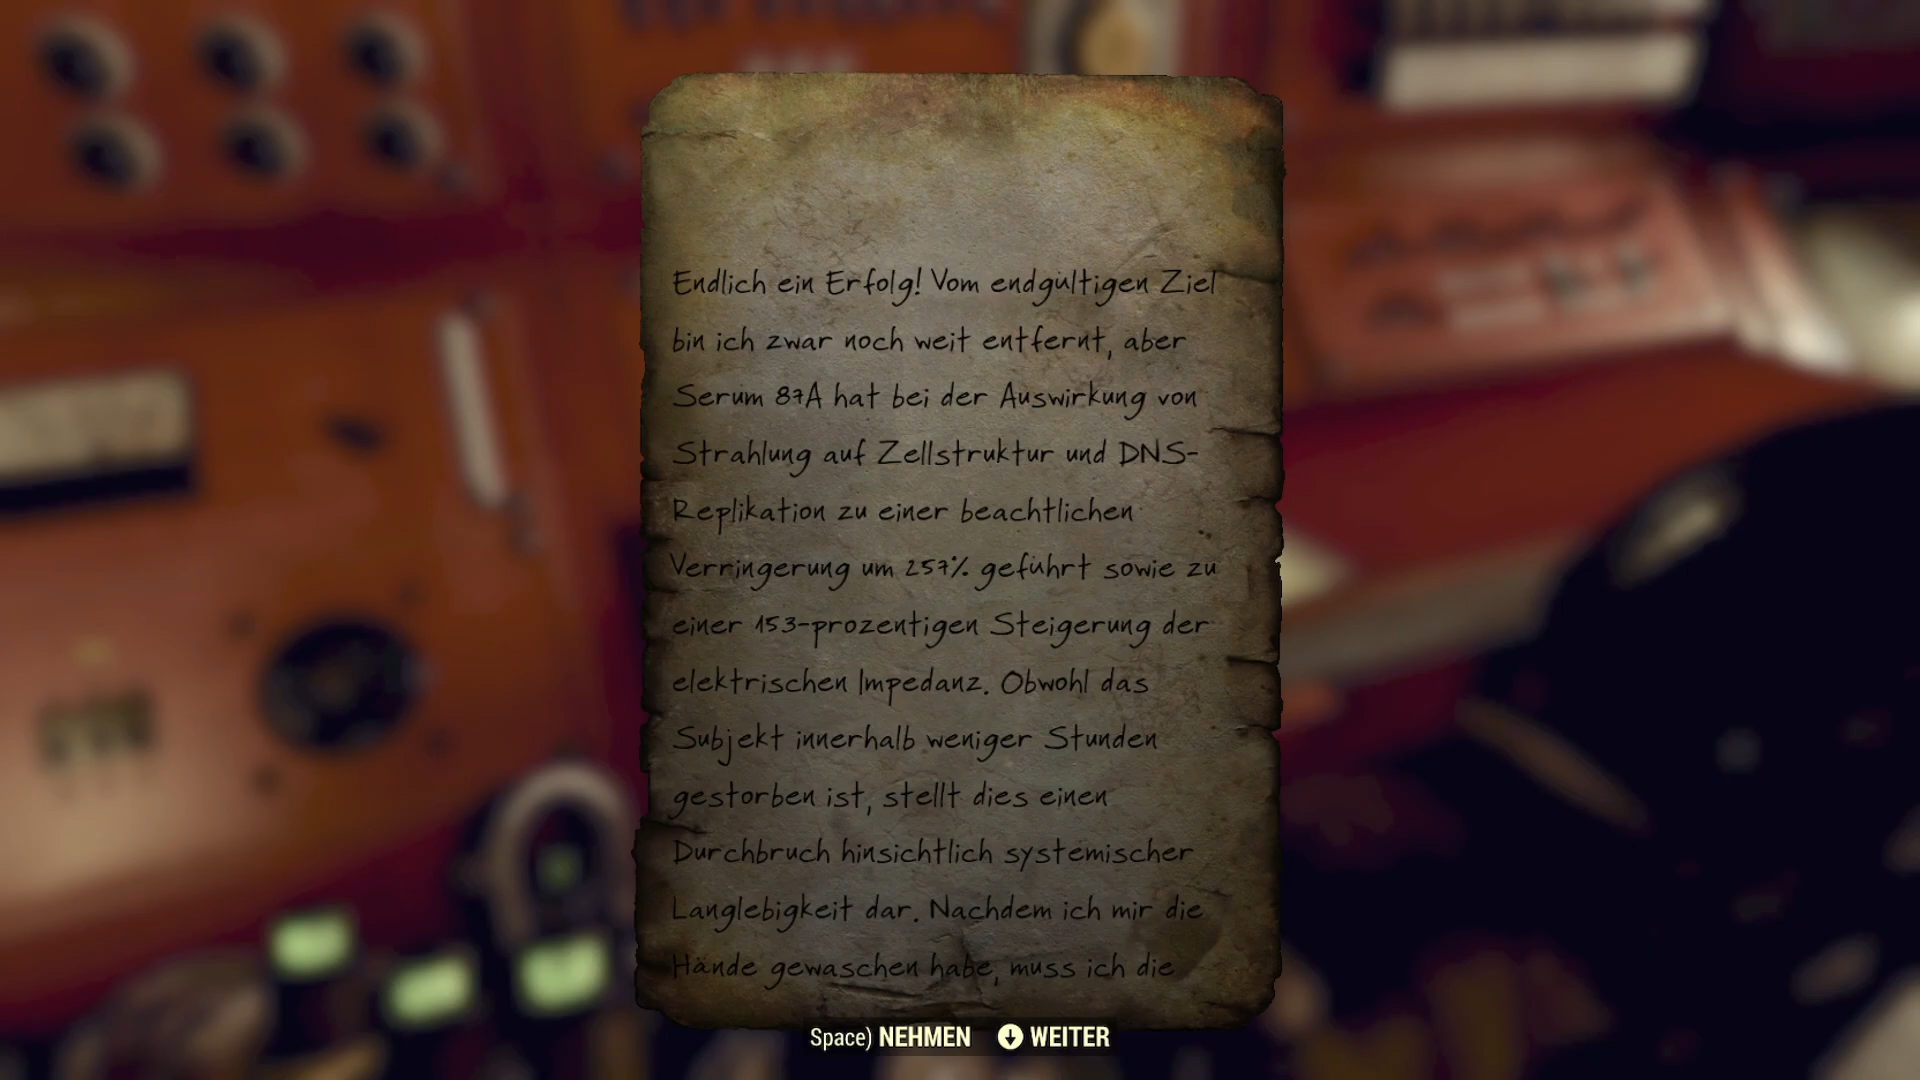 Endlich ein Erfolg! Vom endgültigen Ziel
bin ich zwar noch weit entfernt, aber
Serum 87A hat bei der Auswirkung von
Strahlung auf Zellstruktur und DNS-
Replikation zu einer beachtlichen
Verringerung um 257% geführt sowie zu
einer 153-prozentigen Steigerung der
elektrischen Impedanz. Obwohl das
Subjekt innerhalb weniger Stunden
gestorben ist, stellt dies einen
Durchbruch hinsichtlich systemischer
Langlebigkeit dar. Nachdem ich mir die
Hände gewaschen habe, muss ich die
Space) NEHMEN WEITER